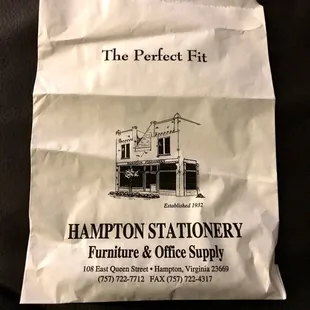 The Perfect Fit
Established 1932
HAMPTON STATIONERY
Furniture & Office Supply
108 East Queen Street • Hampton, Virginia 23669
(757) 722-7712 FAX (757) 722-4317